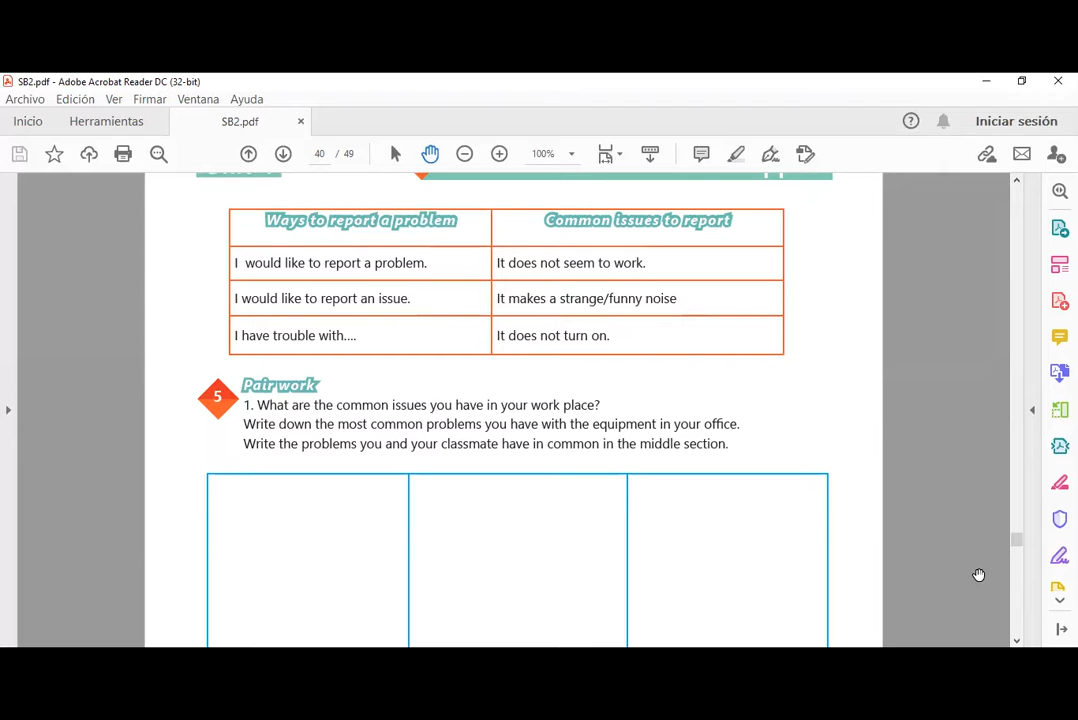 SB2.pdf - Adobe Acrobat Reader DC (32-bit)
Archivo Edición Ver Firmar Ventana Ayuda
Inicio Herramientas SB2.pdf × Iniciar sesión
40 / 49 100%
Ways to report a problem Common issues to report
I would like to report a problem. It does not seem to work.
I would like to report an issue. It makes a strange/funny noise
I have trouble with.... It does not turn on.
5 Pair work
1. What are the common issues you have in your work place?
Write down the most common problems you have with the equipment in your office.
Write the problems you and your classmate have in common in the middle section.